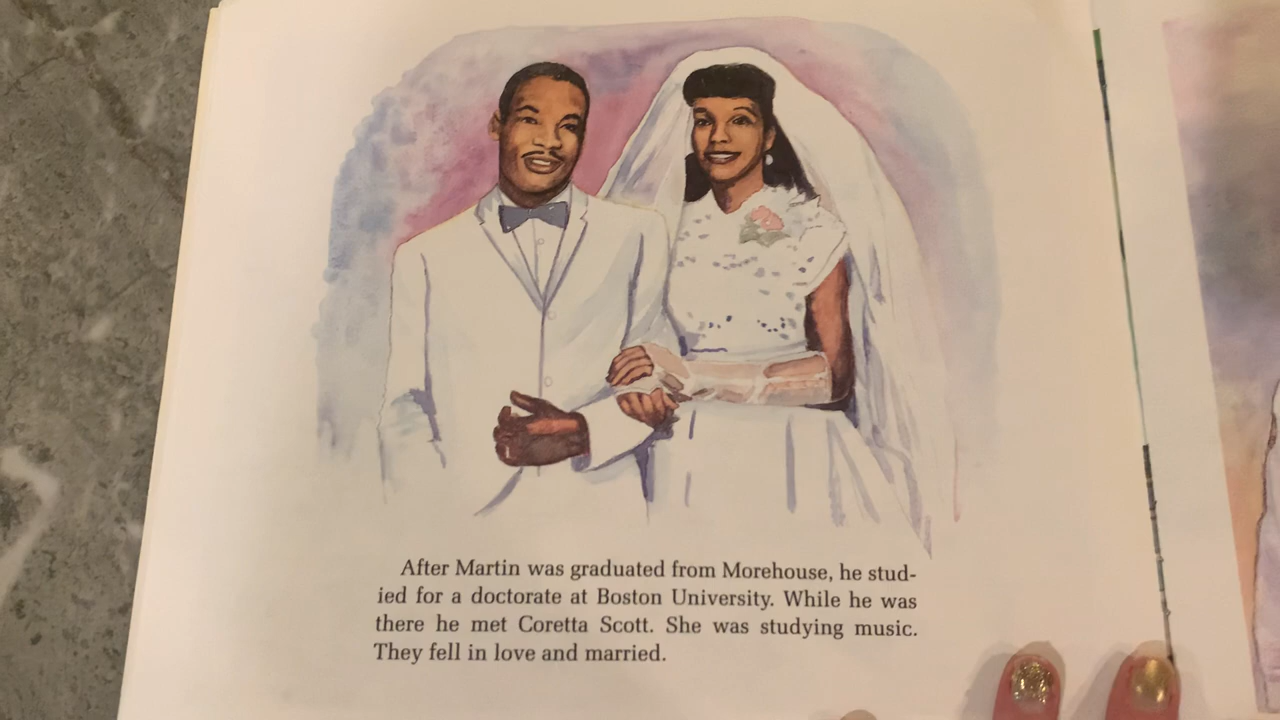 After Martin was graduated from Morehouse, he stud-
ied for a doctorate at Boston University. While he was
there he met Coretta Scott. She was studying music.
They fell in love and married.